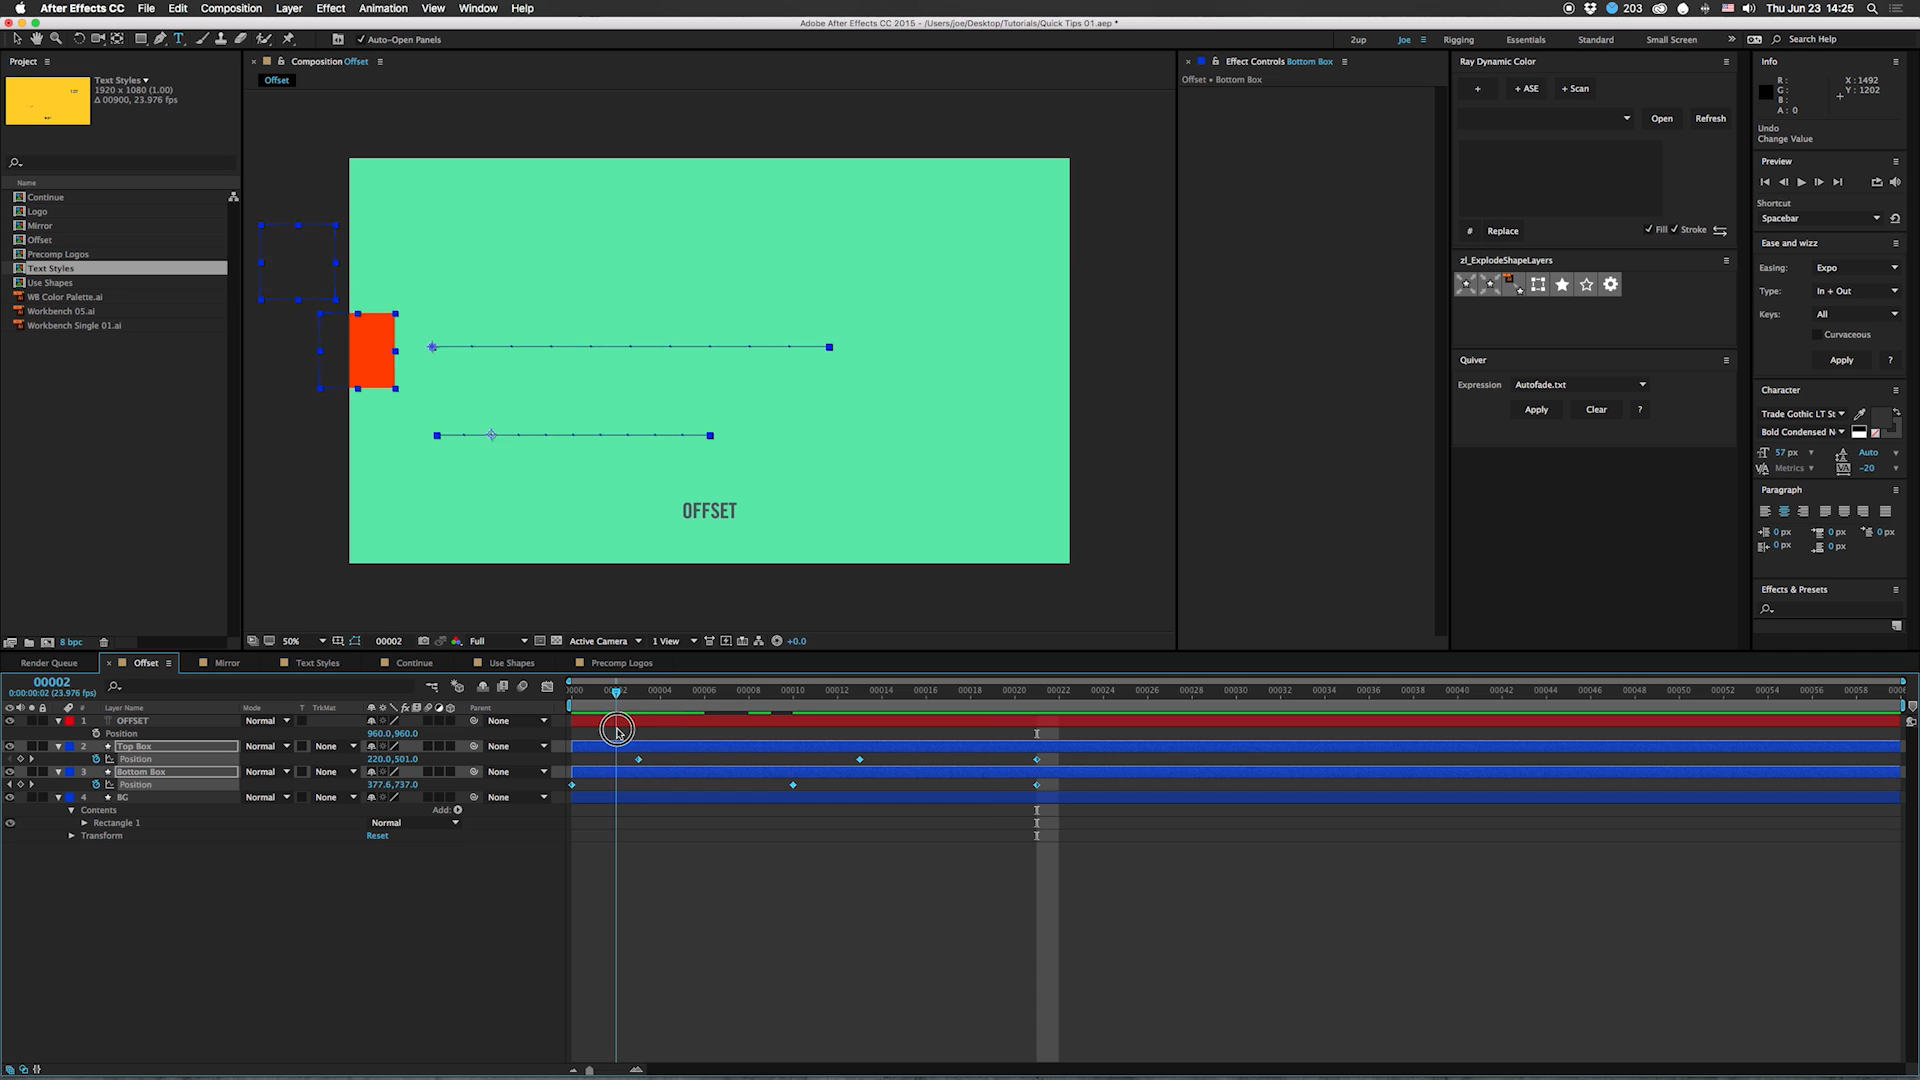 After Effects CC File Edit Composition Layer Effect Animation View Window Help 203 Thu Jun 23 14:25
Adobe After Effects CC 2015 - /Users/joe/Desktop/Tutorials/Quick Tips 01.aep *
Auto-Open Panels 2up Joe Rigging Essentials Standard Small Screen Search Help
Project
Text Styles
1920 x 1080 (1.00)
Δ 00900, 23.976 fps
Name
Continue
Logo
Mirror
Offset
Precomp Logos
Text Styles
Use Shapes
WB Color Palette.ai
Workbench 05.ai
Workbench Single 01.ai
8 bpc
Composition Offset
Offset
OFFSET
50% 00002 Full Active Camera 1 View +0.0
Effect Controls Bottom Box
Offset • Bottom Box
Ray Dynamic Color
+ + ASE + Scan
Open Refresh
# Replace Fill Stroke
zl_ExplodeShapeLayers
Quiver
Expression Autofade.txt
Apply Clear ?
Info
R :
G :
B :
A : 0
X : 1492
Y : 1202
Undo
Change Value
Preview
Shortcut
Spacebar
Ease and wizz
Easing: Expo
Type: In + Out
Keys: All
Curvaceous
Apply ?
Character
Trade Gothic LT St
Bold Condensed N
57 px Auto
Metrics -20
Paragraph
0 px 0 px 0 px
0 px 0 px
Effects & Presets
Render Queue Offset Mirror Text Styles Continue Use Shapes Precomp Logos
00002
0:00:00:02 (23.976 fps)
00004 00006 00008 00010 00012 00014 00016 00018 00020 00022 00024 00026 00028 00030 00032 00034 00036 00038 00040 00042 00044 00046 00048 00050 00052 00054 00056 00058
# Layer Name Mode T TrkMat Parent
1 T OFFSET Normal None
Position 960.0,960.0
2 Top Box Normal None None
Position 220.0,501.0
3 Bottom Box Normal None None
Position 377.6,737.0
4 BG Normal None None
Contents Add:
Rectangle 1 Normal
Transform Reset